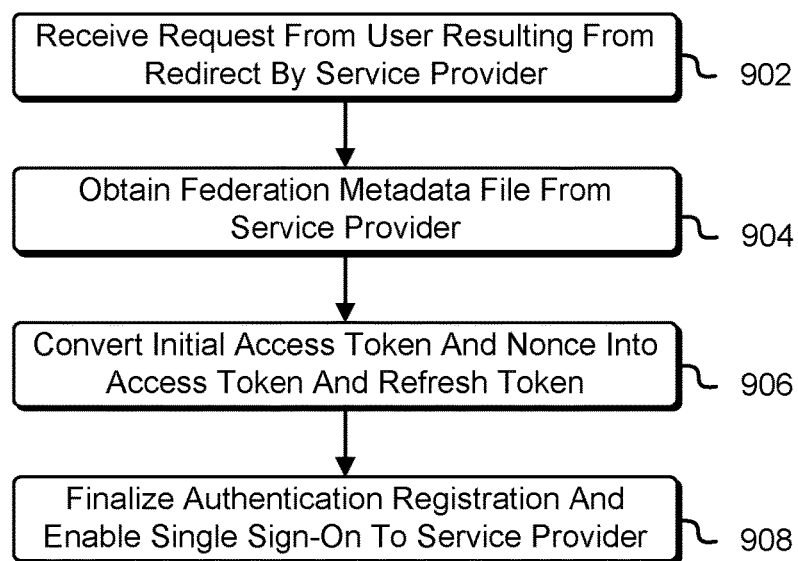 Receive Request From User Resulting From
Redirect By Service Provider
902
Obtain Federation Metadata File From
Service Provider
904
Convert Initial Access Token And Nonce Into
Access Token And Refresh Token
906
Finalize Authentication Registration And
Enable Single Sign-On To Service Provider
908